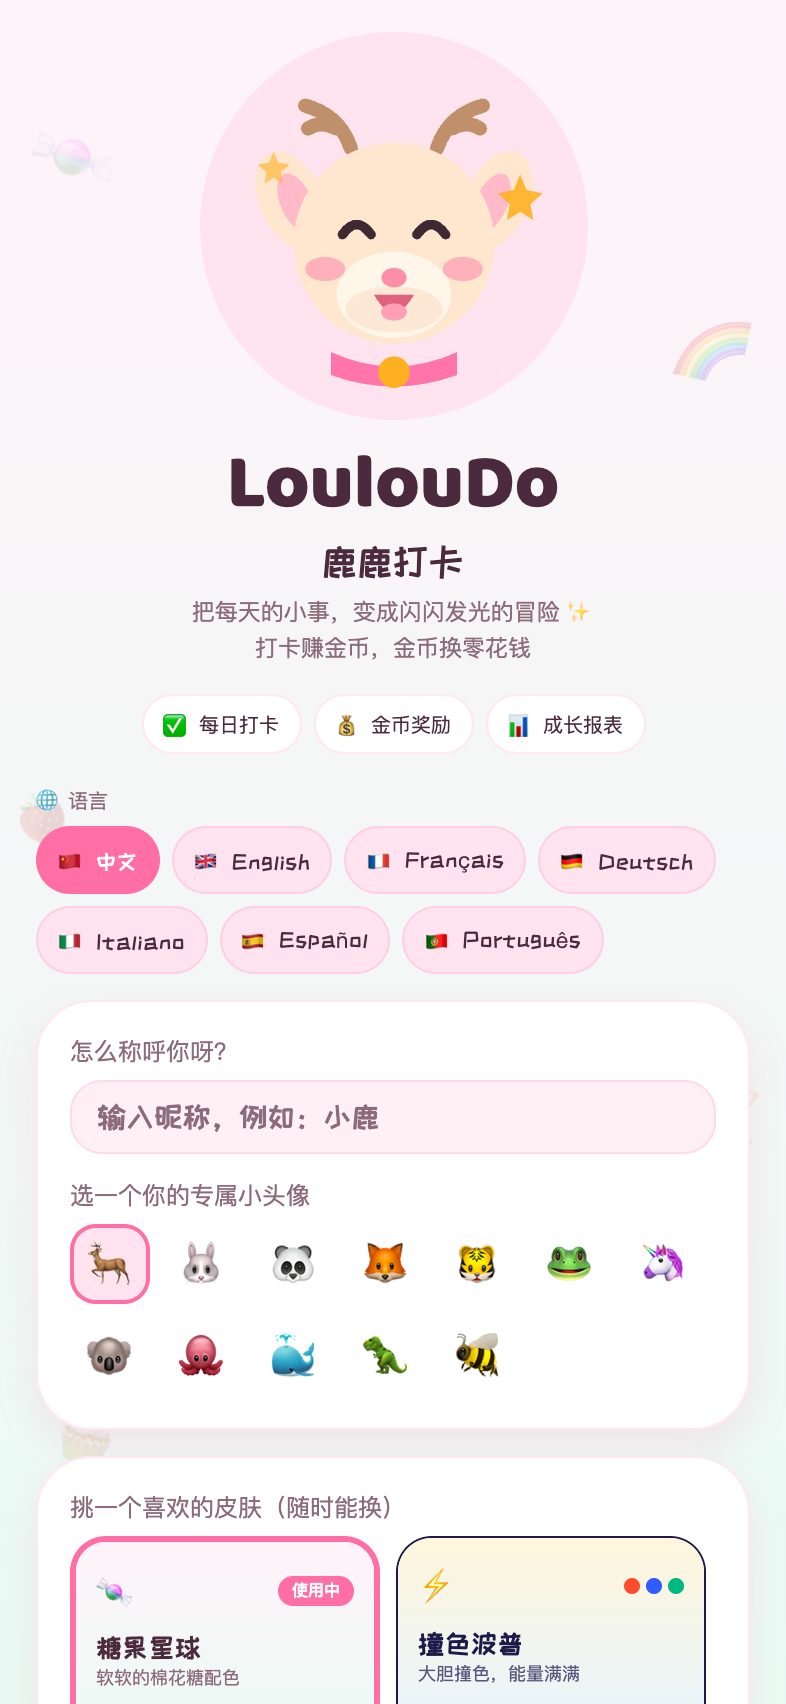 LoulouDo
鹿鹿打卡
把每天的小事，变成闪闪发光的冒险 ✨
打卡赚金币，金币换零花钱
✅ 每日打卡 💰 金币奖励 📊 成长报表
🌐 语言
🇨🇳 中文 🇬🇧 English 🇫🇷 Français 🇩🇪 Deutsch
🇮🇹 Italiano 🇪🇸 Español 🇵🇹 Português
怎么称呼你呀？
输入昵称，例如：小鹿
选一个你的专属小头像
挑一个喜欢的皮肤（随时能换）
使用中
糖果星球
软软的棉花糖配色
撞色波普
大胆撞色，能量满满